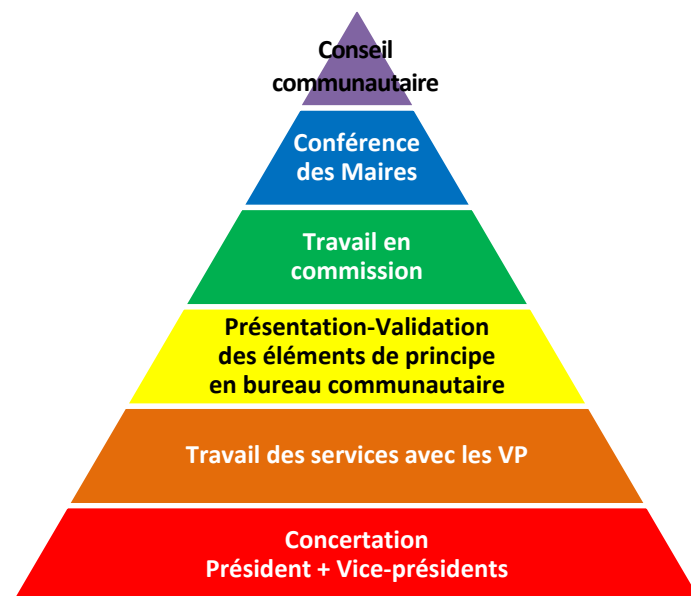 Conseil
communautaire
Conférence
des Maires
Travail en
commission
Présentation-Validation
des éléments de principe
en bureau communautaire
Travail des services avec les VP
Concertation
Président + Vice-présidents